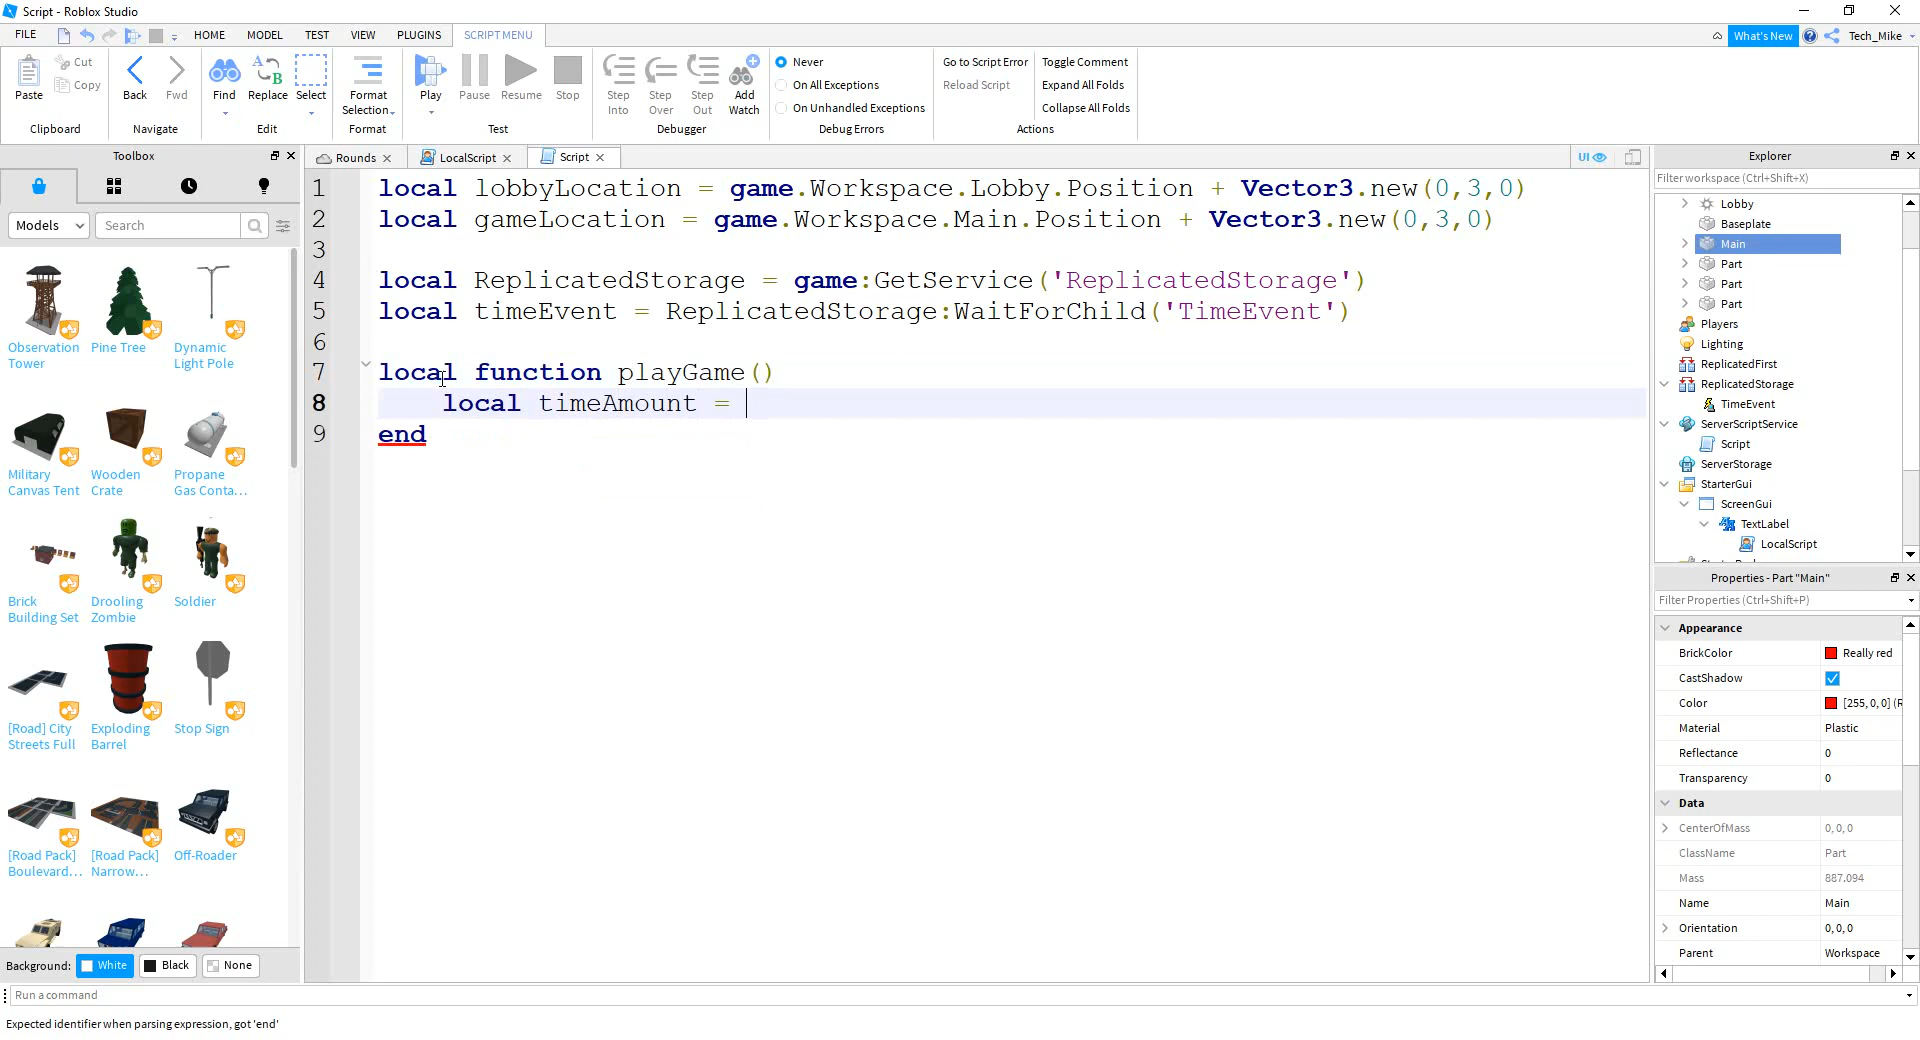 Script - Roblox Studio
FILE HOME MODEL TEST VIEW PLUGINS SCRIPT MENU What's New Tech_Mike
Paste Cut Copy Back Fwd Find Replace Select Format Selection Play Pause Resume Stop Step Into Step Over Step Out Add Watch Never On All Exceptions On Unhandled Exceptions Go to Script Error Reload Script Toggle Comment Expand All Folds Collapse All Folds
Clipboard Navigate Edit Format Test Debugger Debug Errors Actions
Toolbox
Models Search
Observation Tower
Pine Tree
Dynamic Light Pole
Military Canvas Tent
Wooden Crate
Propane Gas Conta...
Brick Building Set
Drooling Zombie
Soldier
[Road] City Streets Full
Exploding Barrel
Stop Sign
[Road Pack] Boulevard...
[Road Pack] Narrow...
Off-Roader
Background: White Black None
Rounds LocalScript Script UI
1 local lobbyLocation = game.Workspace.Lobby.Position + Vector3.new(0,3,0)
2 local gameLocation = game.Workspace.Main.Position + Vector3.new(0,3,0)
3
4 local ReplicatedStorage = game:GetService('ReplicatedStorage')
5 local timeEvent = ReplicatedStorage:WaitForChild('TimeEvent')
6
7 local function playGame()
8 local timeAmount =
9 end
Explorer
Filter workspace (Ctrl+Shift+X)
Lobby
Baseplate
Main
Part
Part
Part
Players
Lighting
ReplicatedFirst
ReplicatedStorage
TimeEvent
ServerScriptService
Script
ServerStorage
StarterGui
ScreenGui
TextLabel
LocalScript
Properties - Part "Main"
Filter Properties (Ctrl+Shift+P)
Appearance
BrickColor Really red
CastShadow
Color [255, 0, 0] (R
Material Plastic
Reflectance 0
Transparency 0
Data
CenterOfMass 0, 0, 0
ClassName Part
Mass 887.094
Name Main
Orientation 0, 0, 0
Parent Workspace
Run a command
Expected identifier when parsing expression, got 'end'